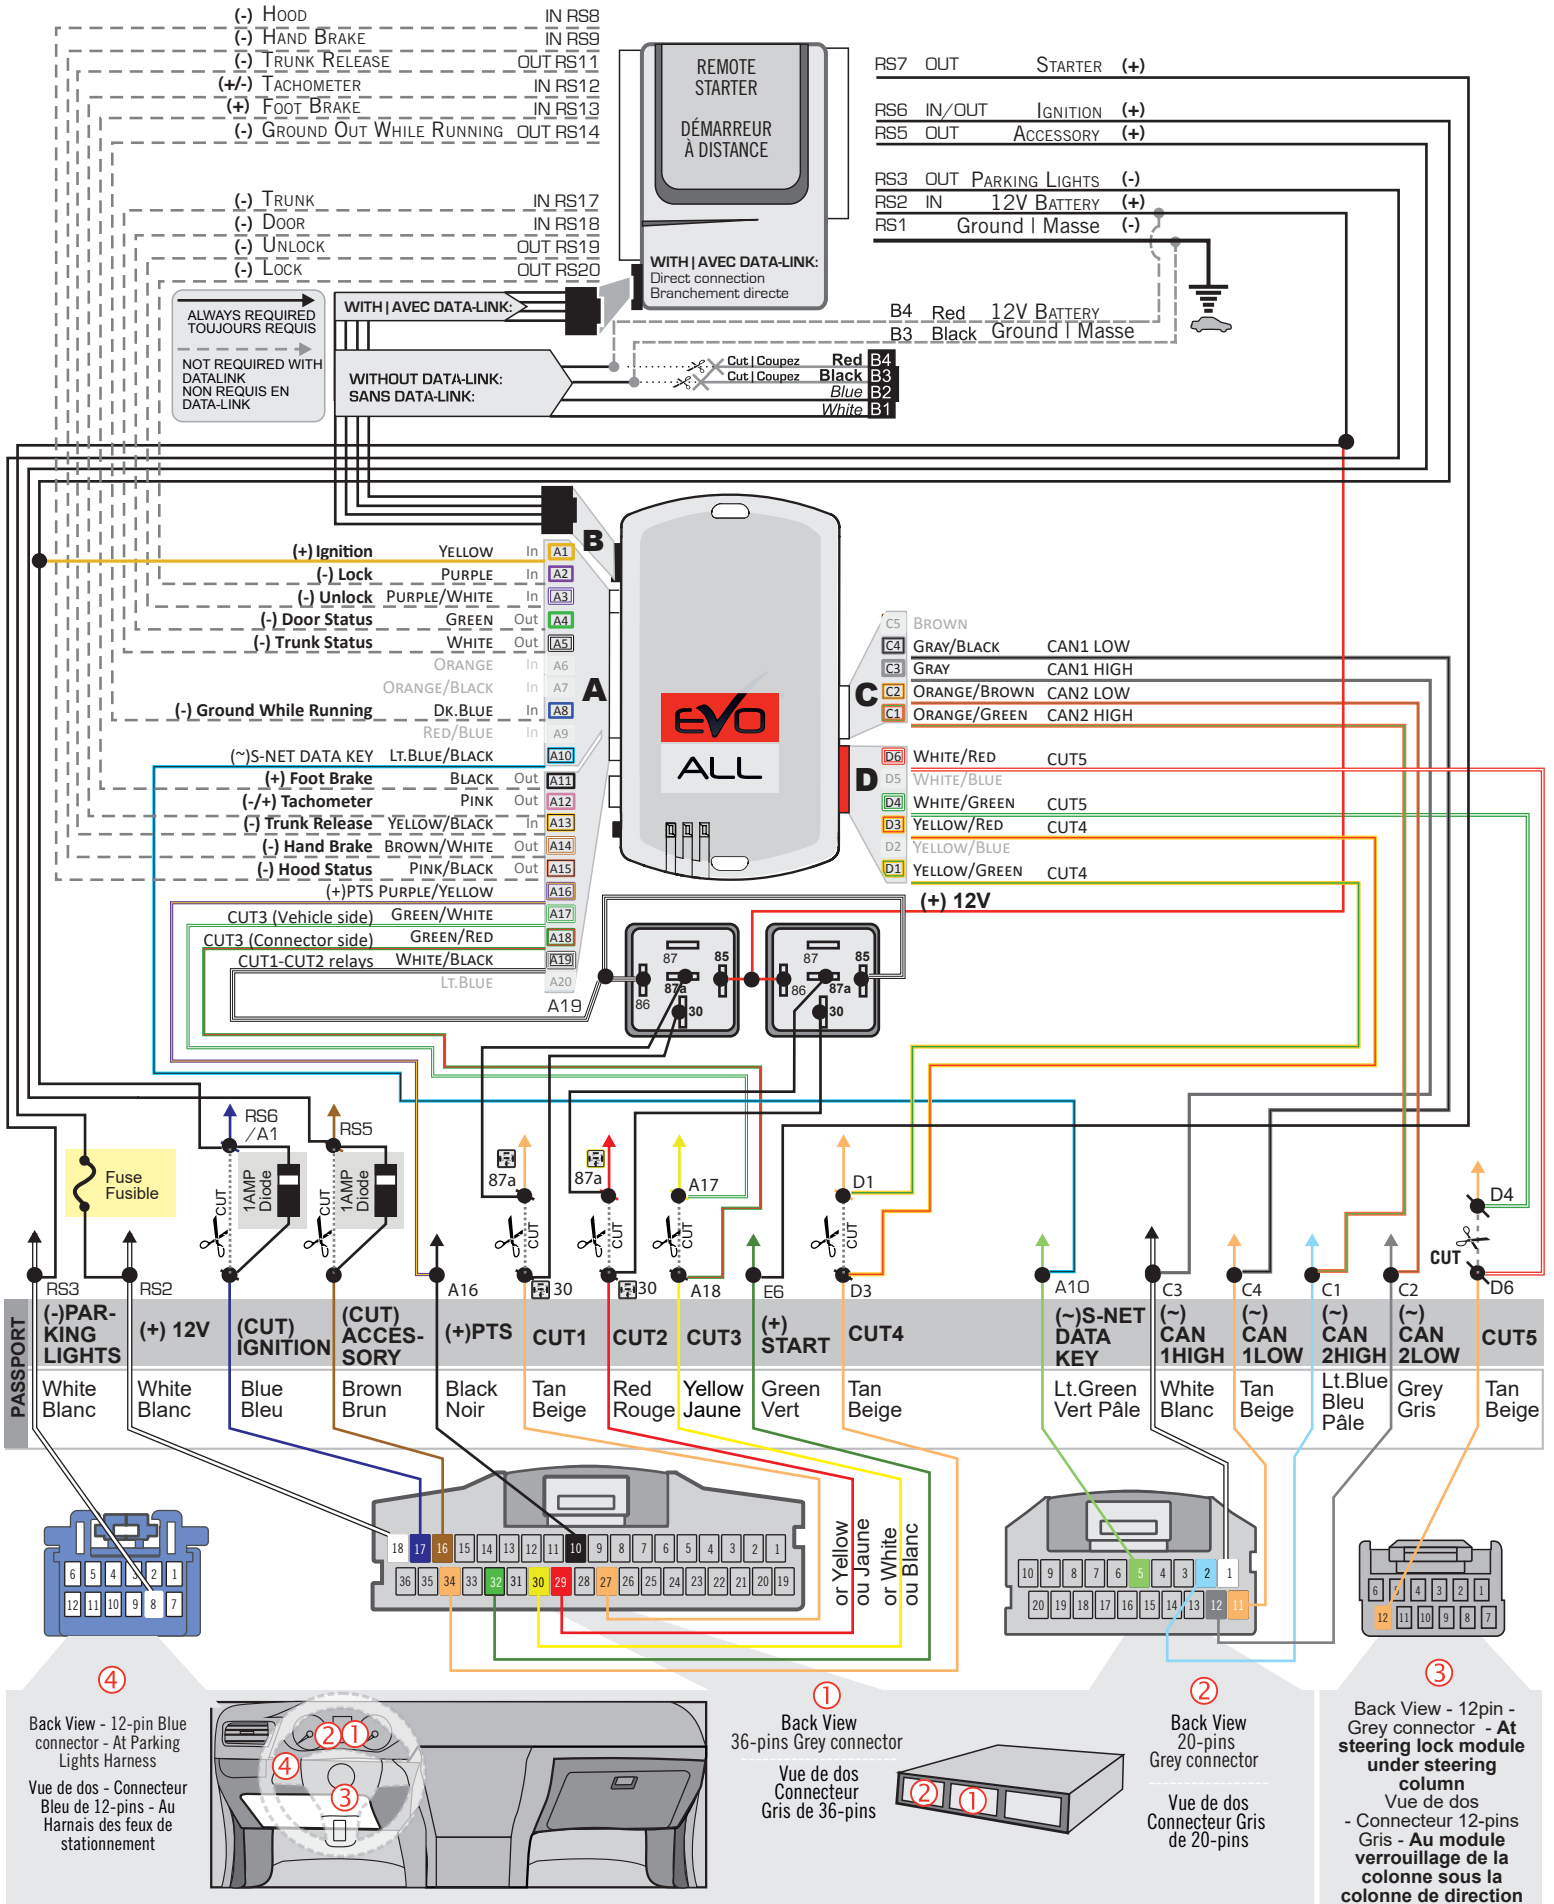 (-) Hood IN RS8
(-) Hand Brake IN RS9
(-) Trunk Release OUT RS11
(+/-) Tachometer IN RS12
(+) Foot Brake IN RS13
(-) Ground Out While Running OUT RS14
(-) Trunk IN RS17
(-) Door IN RS18
(-) Unlock OUT RS19
(-) Lock OUT RS20
REMOTE
STARTER
DÉMARREUR
À DISTANCE
WITH | AVEC DATA-LINK:
Direct connection
Branchement directe
RS7 OUT Starter (+)
RS6 IN/OUT Ignition (+)
RS5 OUT Accessory (+)
RS3 OUT Parking Lights (-)
RS2 IN 12V Battery (+)
RS1 Ground | Masse (-)
ALWAYS REQUIRED
TOUJOURS REQUIS
NOT REQUIRED WITH
DATALINK
NON REQUIS EN
DATA-LINK
WITH | AVEC DATA-LINK:
WITHOUT DATA-LINK:
SANS DATA-LINK:
B4 Red 12V Battery
B3 Black Ground | Masse
Cut | Coupez Red B4
Cut | Coupez Black B3
Blue B2
White B1
B
A
(+) Ignition Yellow In A1
(-) Lock Purple In A2
(-) Unlock Purple/White In A3
(-) Door Status Green Out A4
(-) Trunk Status White Out A5
Orange In A6
Orange/Black In A7
(-) Ground While Running Dk.Blue In A8
Red/Blue In A9
(~)S-NET DATA KEY Lt.Blue/Black A10
(+) Foot Brake Black Out A11
(-/+) Tachometer Pink Out A12
(-) Trunk Release Yellow/Black In A13
(-) Hand Brake Brown/White Out A14
(-) Hood Status Pink/Black Out A15
(+)PTS Purple/Yellow A16
CUT3 (Vehicle side) Green/White A17
CUT3 (Connector side) Green/Red A18
CUT1-CUT2 relays White/Black A19
Lt.Blue A20
A19
EVO
ALL
C
C5 Brown
C4 Gray/Black CAN1 LOW
C3 Gray CAN1 HIGH
C2 Orange/Brown CAN2 LOW
C1 Orange/Green CAN2 HIGH
D
D6 White/Red CUT5
D5 White/Blue
D4 White/Green CUT5
D3 Yellow/Red CUT4
D2 Yellow/Blue
D1 Yellow/Green CUT4
(+) 12V
87 85 86 87a 30
87 85 86 87a 30
Fuse
Fusible
RS6
/A1
CUT
1AMP
Diode
RS5
CUT
1AMP
Diode
87a
CUT
87a
CUT
A17
CUT
D1
CUT
D4
CUT
RS3
RS2
A16
30
30
A18
E6
D3
A10
C3
C4
C1
C2
D6
PASSPORT
(-)PAR-
KING
LIGHTS
(+) 12V
(CUT)
IGNITION
(CUT)
ACCES-
SORY
(+)PTS
CUT1
CUT2
CUT3
(+)
START
CUT4
(~)S-NET
DATA
KEY
(~)
CAN
1HIGH
(~)
CAN
1LOW
(~)
CAN
2HIGH
(~)
CAN
2LOW
CUT5
White
Blanc
White
Blanc
Blue
Bleu
Brown
Brun
Black
Noir
Tan
Beige
Red
Rouge
Yellow
Jaune
Green
Vert
Tan
Beige
Lt.Green
Vert Pâle
White
Blanc
Tan
Beige
Lt.Blue
Bleu
Pâle
Grey
Gris
Tan
Beige
6 5 4 3 2 1
12 11 10 9 8 7
18 17 16 15 14 13 12 11 10 9 8 7 6 5 4 3 2 1
36 35 34 33 32 31 30 29 28 27 26 25 24 23 22 21 20 19
or Yellow
ou Jaune
or White
ou Blanc
10 9 8 7 6 5 4 3 2 1
20 19 18 17 16 15 14 13 12 11
6 5 4 3 2 1
12 11 10 9 8 7
4
Back View - 12-pin Blue
connector - At Parking
Lights Harness
Vue de dos - Connecteur
Bleu de 12-pins - Au
Harnais des feux de
stationnement
2 1
4
3
1
Back View
36-pins Grey connector
Vue de dos
Connecteur
Gris de 36-pins
2 1
2
Back View
20-pins
Grey connector
Vue de dos
Connecteur Gris
de 20-pins
3
Back View - 12pin -
Grey connector - At
steering lock module
under steering
column
Vue de dos
- Connecteur 12-pins
Gris - Au module
verrouillage de la
colonne sous la
colonne de direction